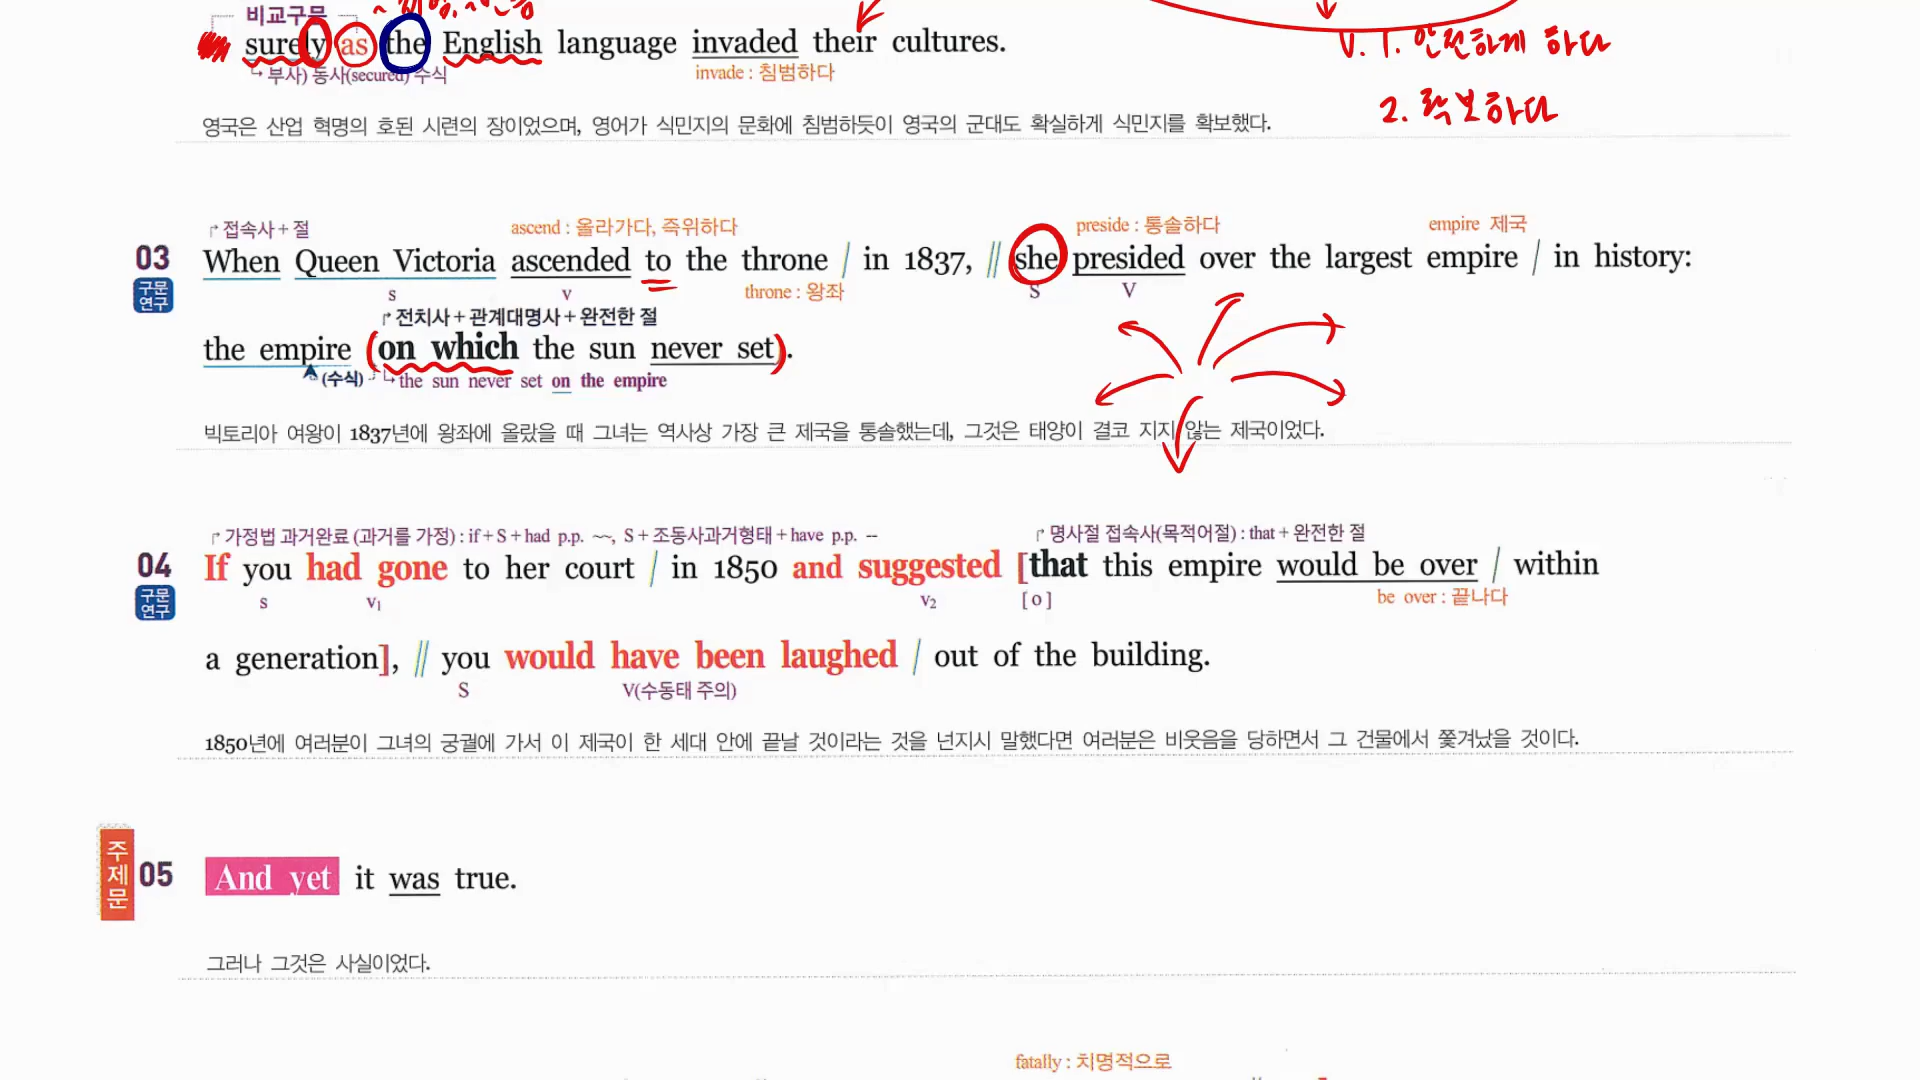 비교구문
surely as the English language invaded their cultures.
부사) 동사(secured) 수식
invade : 침범하다
V. 1. 안전하게 하다
2. 확보하다
영국은 산업 혁명의 호된 시련의 장이었으며, 영어가 식민지의 문화에 침범하듯이 영국의 군대도 확실하게 식민지를 확보했다.
접속사 + 절
ascend : 올라가다, 즉위하다
preside : 통솔하다
empire 제국
03 When Queen Victoria ascended to the throne / in 1837, // she presided over the largest empire / in history:
구문연구
s v throne : 왕좌 S V
전치사 + 관계대명사 + 완전한 절
the empire (on which the sun never set).
(수식) the sun never set on the empire
빅토리아 여왕이 1837년에 왕좌에 올랐을 때 그녀는 역사상 가장 큰 제국을 통솔했는데, 그것은 태양이 결코 지지 않는 제국이었다.
가정법 과거완료 (과거를 가정) : if + S + had p.p. ~~, S + 조동사과거형태 + have p.p. --
명사절 접속사(목적어절) : that + 완전한 절
04 If you had gone to her court / in 1850 and suggested [that this empire would be over / within
구문연구
s v₁ v₂ [ o ] be over : 끝나다
a generation], // you would have been laughed / out of the building.
S V(수동태 주의)
1850년에 여러분이 그녀의 궁궐에 가서 이 제국이 한 세대 안에 끝날 것이라는 것을 넌지시 말했다면 여러분은 비웃음을 당하면서 그 건물에서 쫓겨났을 것이다.
주제문
05 And yet it was true.
그러나 그것은 사실이었다.
fatally : 치명적으로